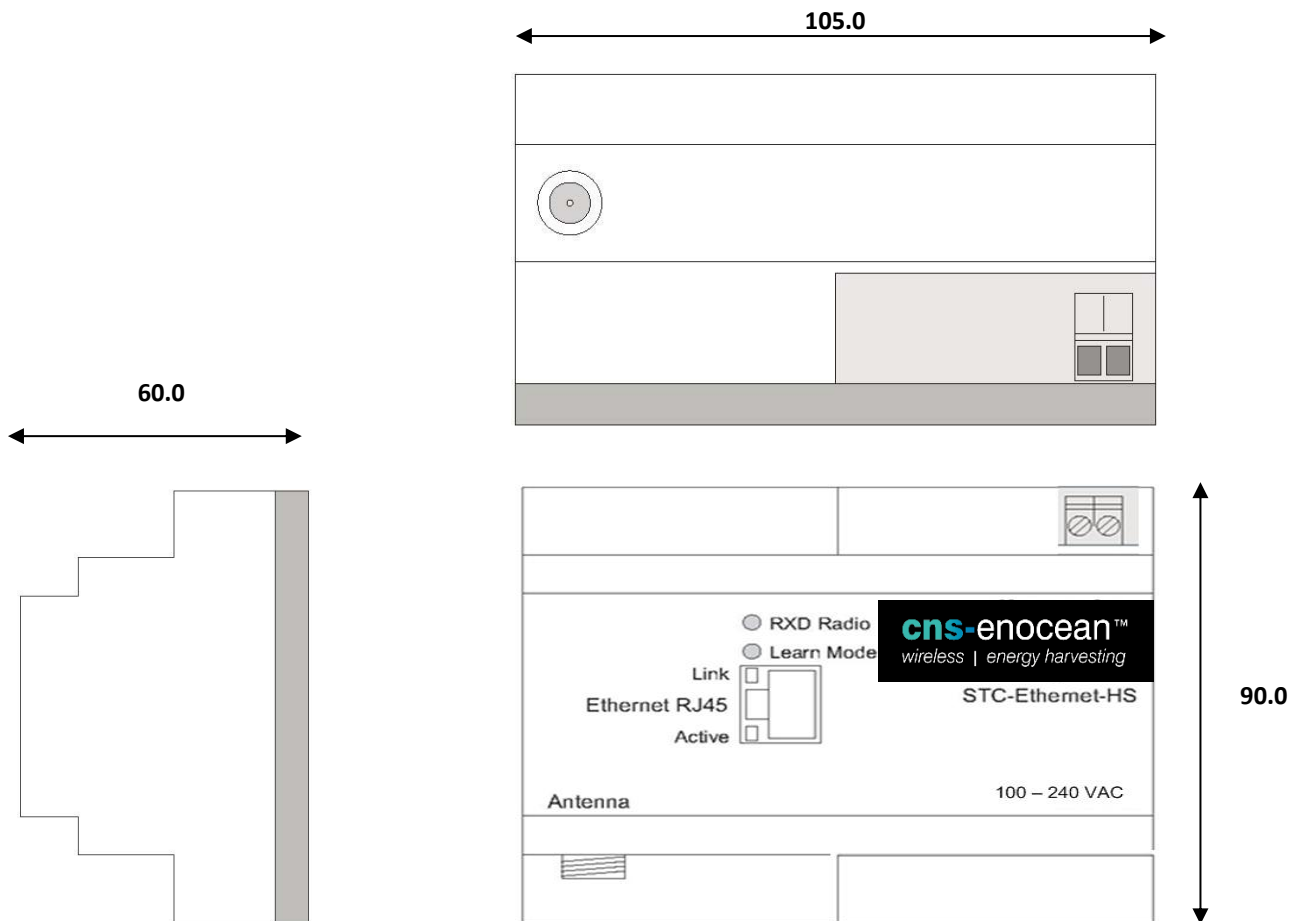 105.0
60.0
RXD Radio
Learn Mode
cns-enocean™
wireless | energy harvesting
Link
Ethernet RJ45
STC-Ethernet-HS
90.0
Active
100 – 240 VAC
Antenna